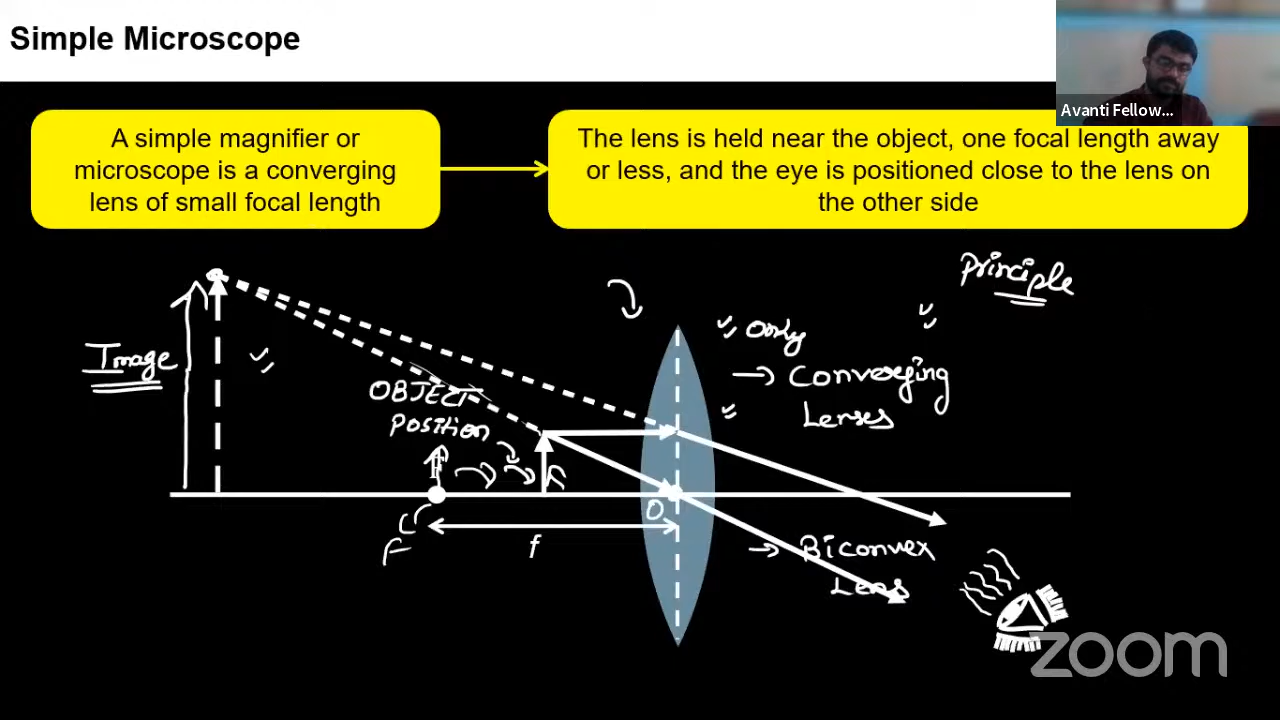 Simple Microscope
Avanti Fellow...
A simple magnifier or
microscope is a converging
lens of small focal length
The lens is held near the object, one focal length away
or less, and the eye is positioned close to the lens on
the other side
Principle
Only
→ Converging
Lenses
Image
OBJECT
Position
F
O
F
f
→ Biconvex
Lens
zoom